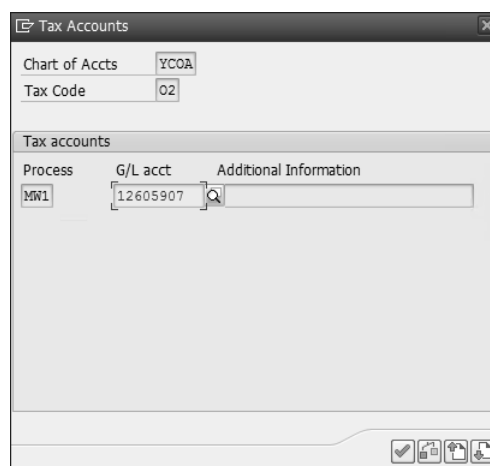 Tax Accounts
Chart of Accts YCOA
Tax Code O2
Tax accounts
Process G/L acct Additional Information
MW1 12605907